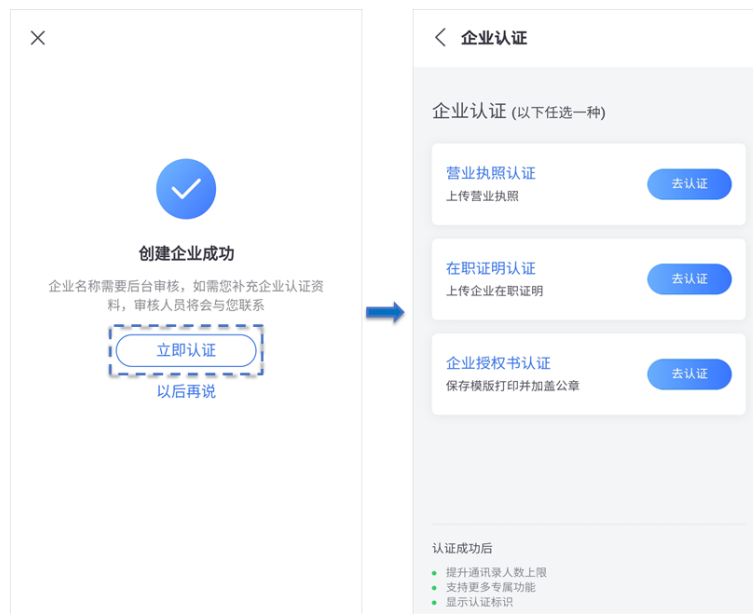 创建企业成功
企业名称需要后台审核，如需您补充企业认证资
料，审核人员将会与您联系
立即认证
以后再说
企业认证
企业认证 (以下任选一种)
营业执照认证
上传营业执照
去认证
在职证明认证
上传企业在职证明
去认证
企业授权书认证
保存模版打印并加盖公章
去认证
认证成功后
提升通讯录人数上限
支持更多专属功能
显示认证标识